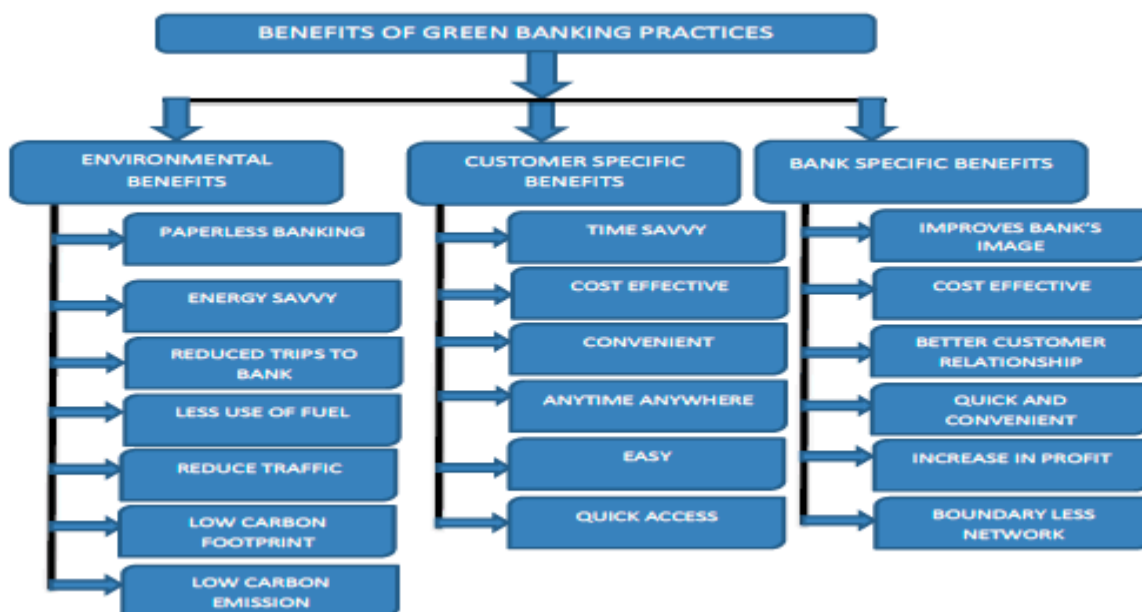 BENEFITS OF GREEN BANKING PRACTICES
ENVIRONMENTAL
BENEFITS
PAPERLESS BANKING
ENERGY SAVVY
REDUCED TRIPS TO
BANK
LESS USE OF FUEL
REDUCE TRAFFIC
LOW CARBON
FOOTPRINT
LOW CARBON
EMISSION
CUSTOMER SPECIFIC
BENEFITS
TIME SAVVY
COST EFFECTIVE
CONVENIENT
ANYTIME ANYWHERE
EASY
QUICK ACCESS
BANK SPECIFIC BENEFITS
IMPROVES BANK'S
IMAGE
COST EFFECTIVE
BETTER CUSTOMER
RELATIONSHIP
QUICK AND
CONVENIENT
INCREASE IN PROFIT
BOUNDARY LESS
NETWORK